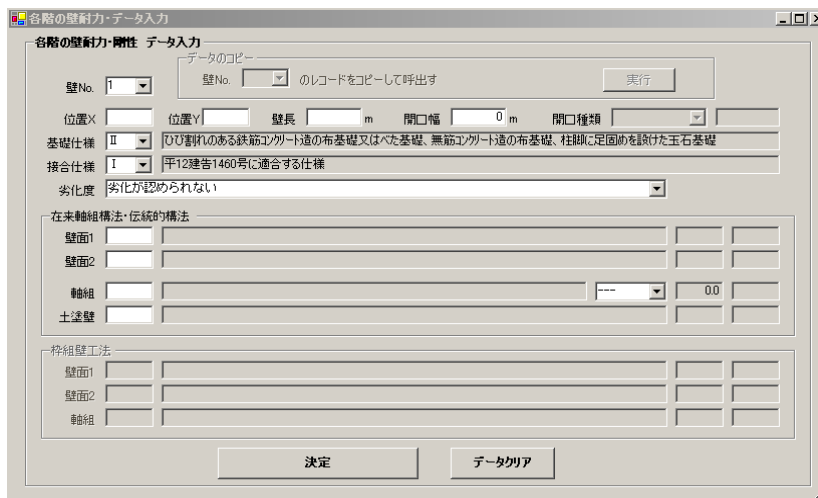 各階の壁耐力・データ入力
各階の壁耐力・剛性 データ入力
データのコピー
壁No. 1 壁No. のレコードをコピーして呼出す 実行
位置X 位置Y 壁長 m 開口幅 0 m 開口種類
基礎仕様 II ひび割れのある鉄筋コンクリート造の布基礎又はべた基礎、無筋コンクリート造の布基礎、柱脚に足固めを設けた玉石基礎
接合仕様 I 平12建告1460号に適合する仕様
劣化度 劣化が認められない
在来軸組構法・伝統的構法
壁面1
壁面2
軸組 --- 0.0
土塗壁
枠組壁工法
壁面1
壁面2
軸組
決定 データクリア